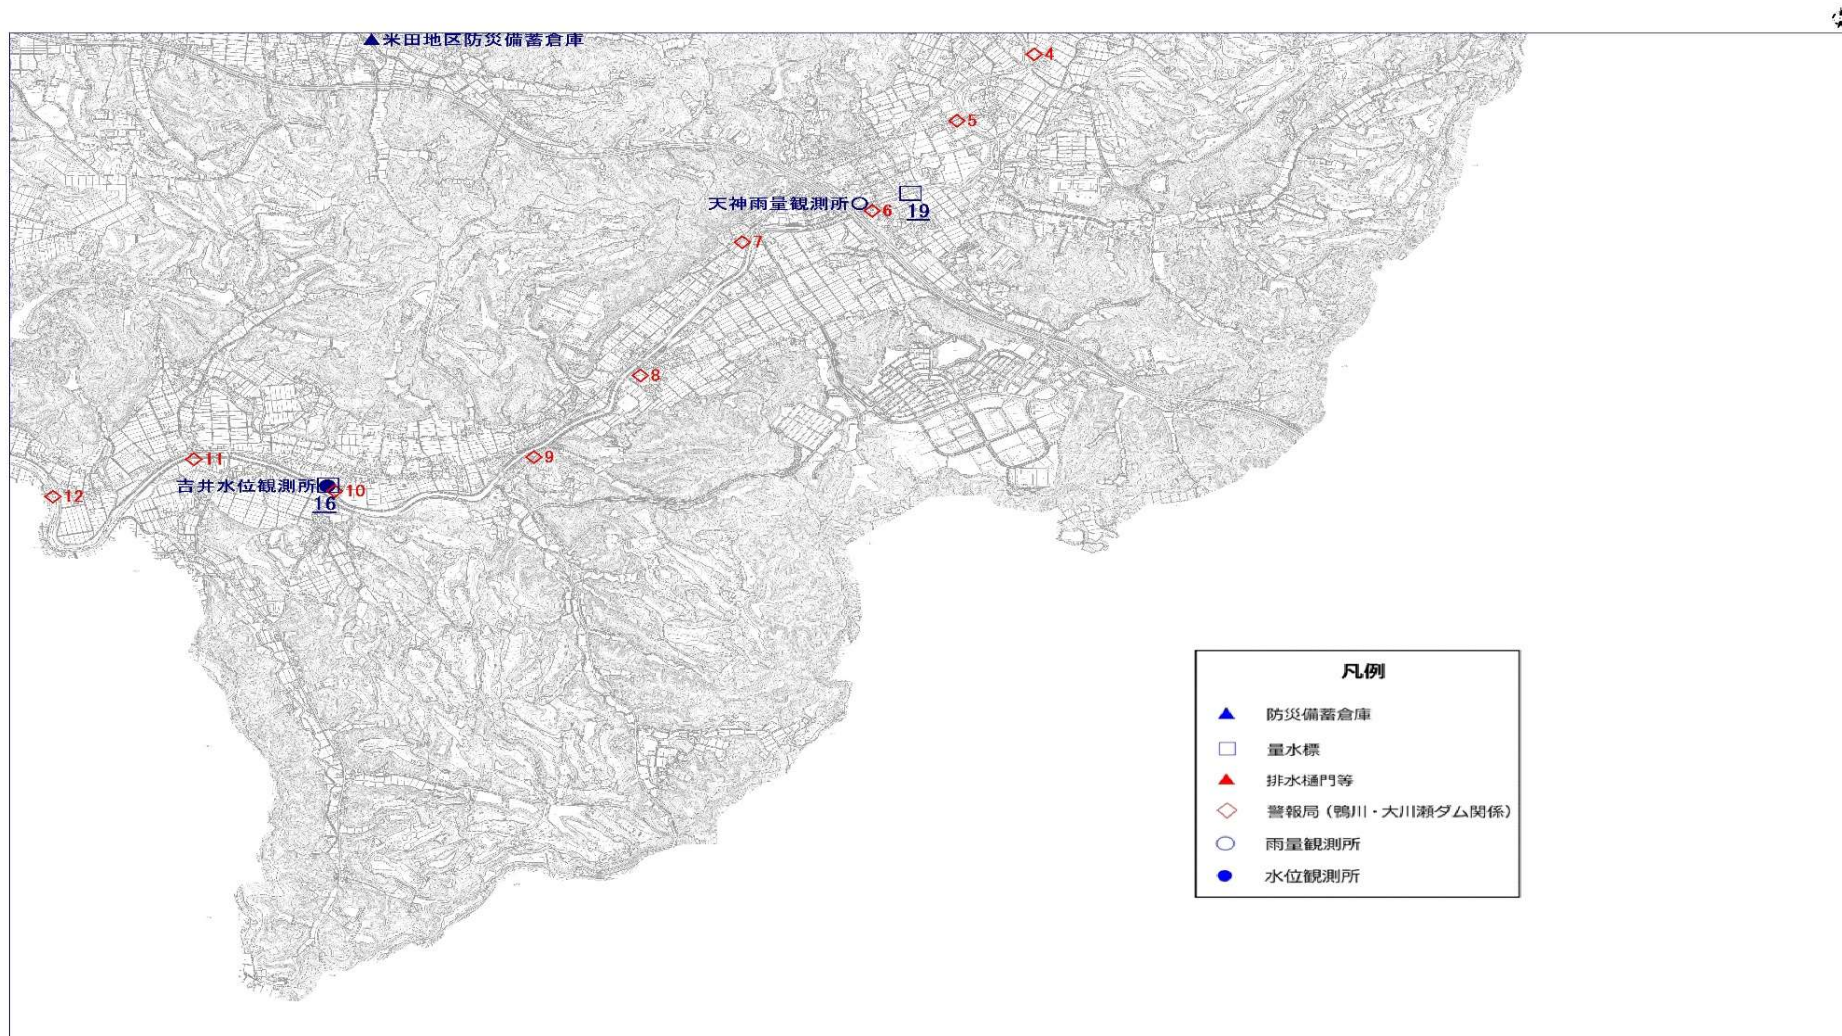 米田地区防災備蓄倉庫
4
5
天神雨量観測所
6
19
7
8
9
11
吉井水位観測所
10
12
16
凡例
防災備蓄倉庫
量水標
排水樋門等
警報局（鴨川・大川瀬ダム関係）
雨量観測所
水位観測所